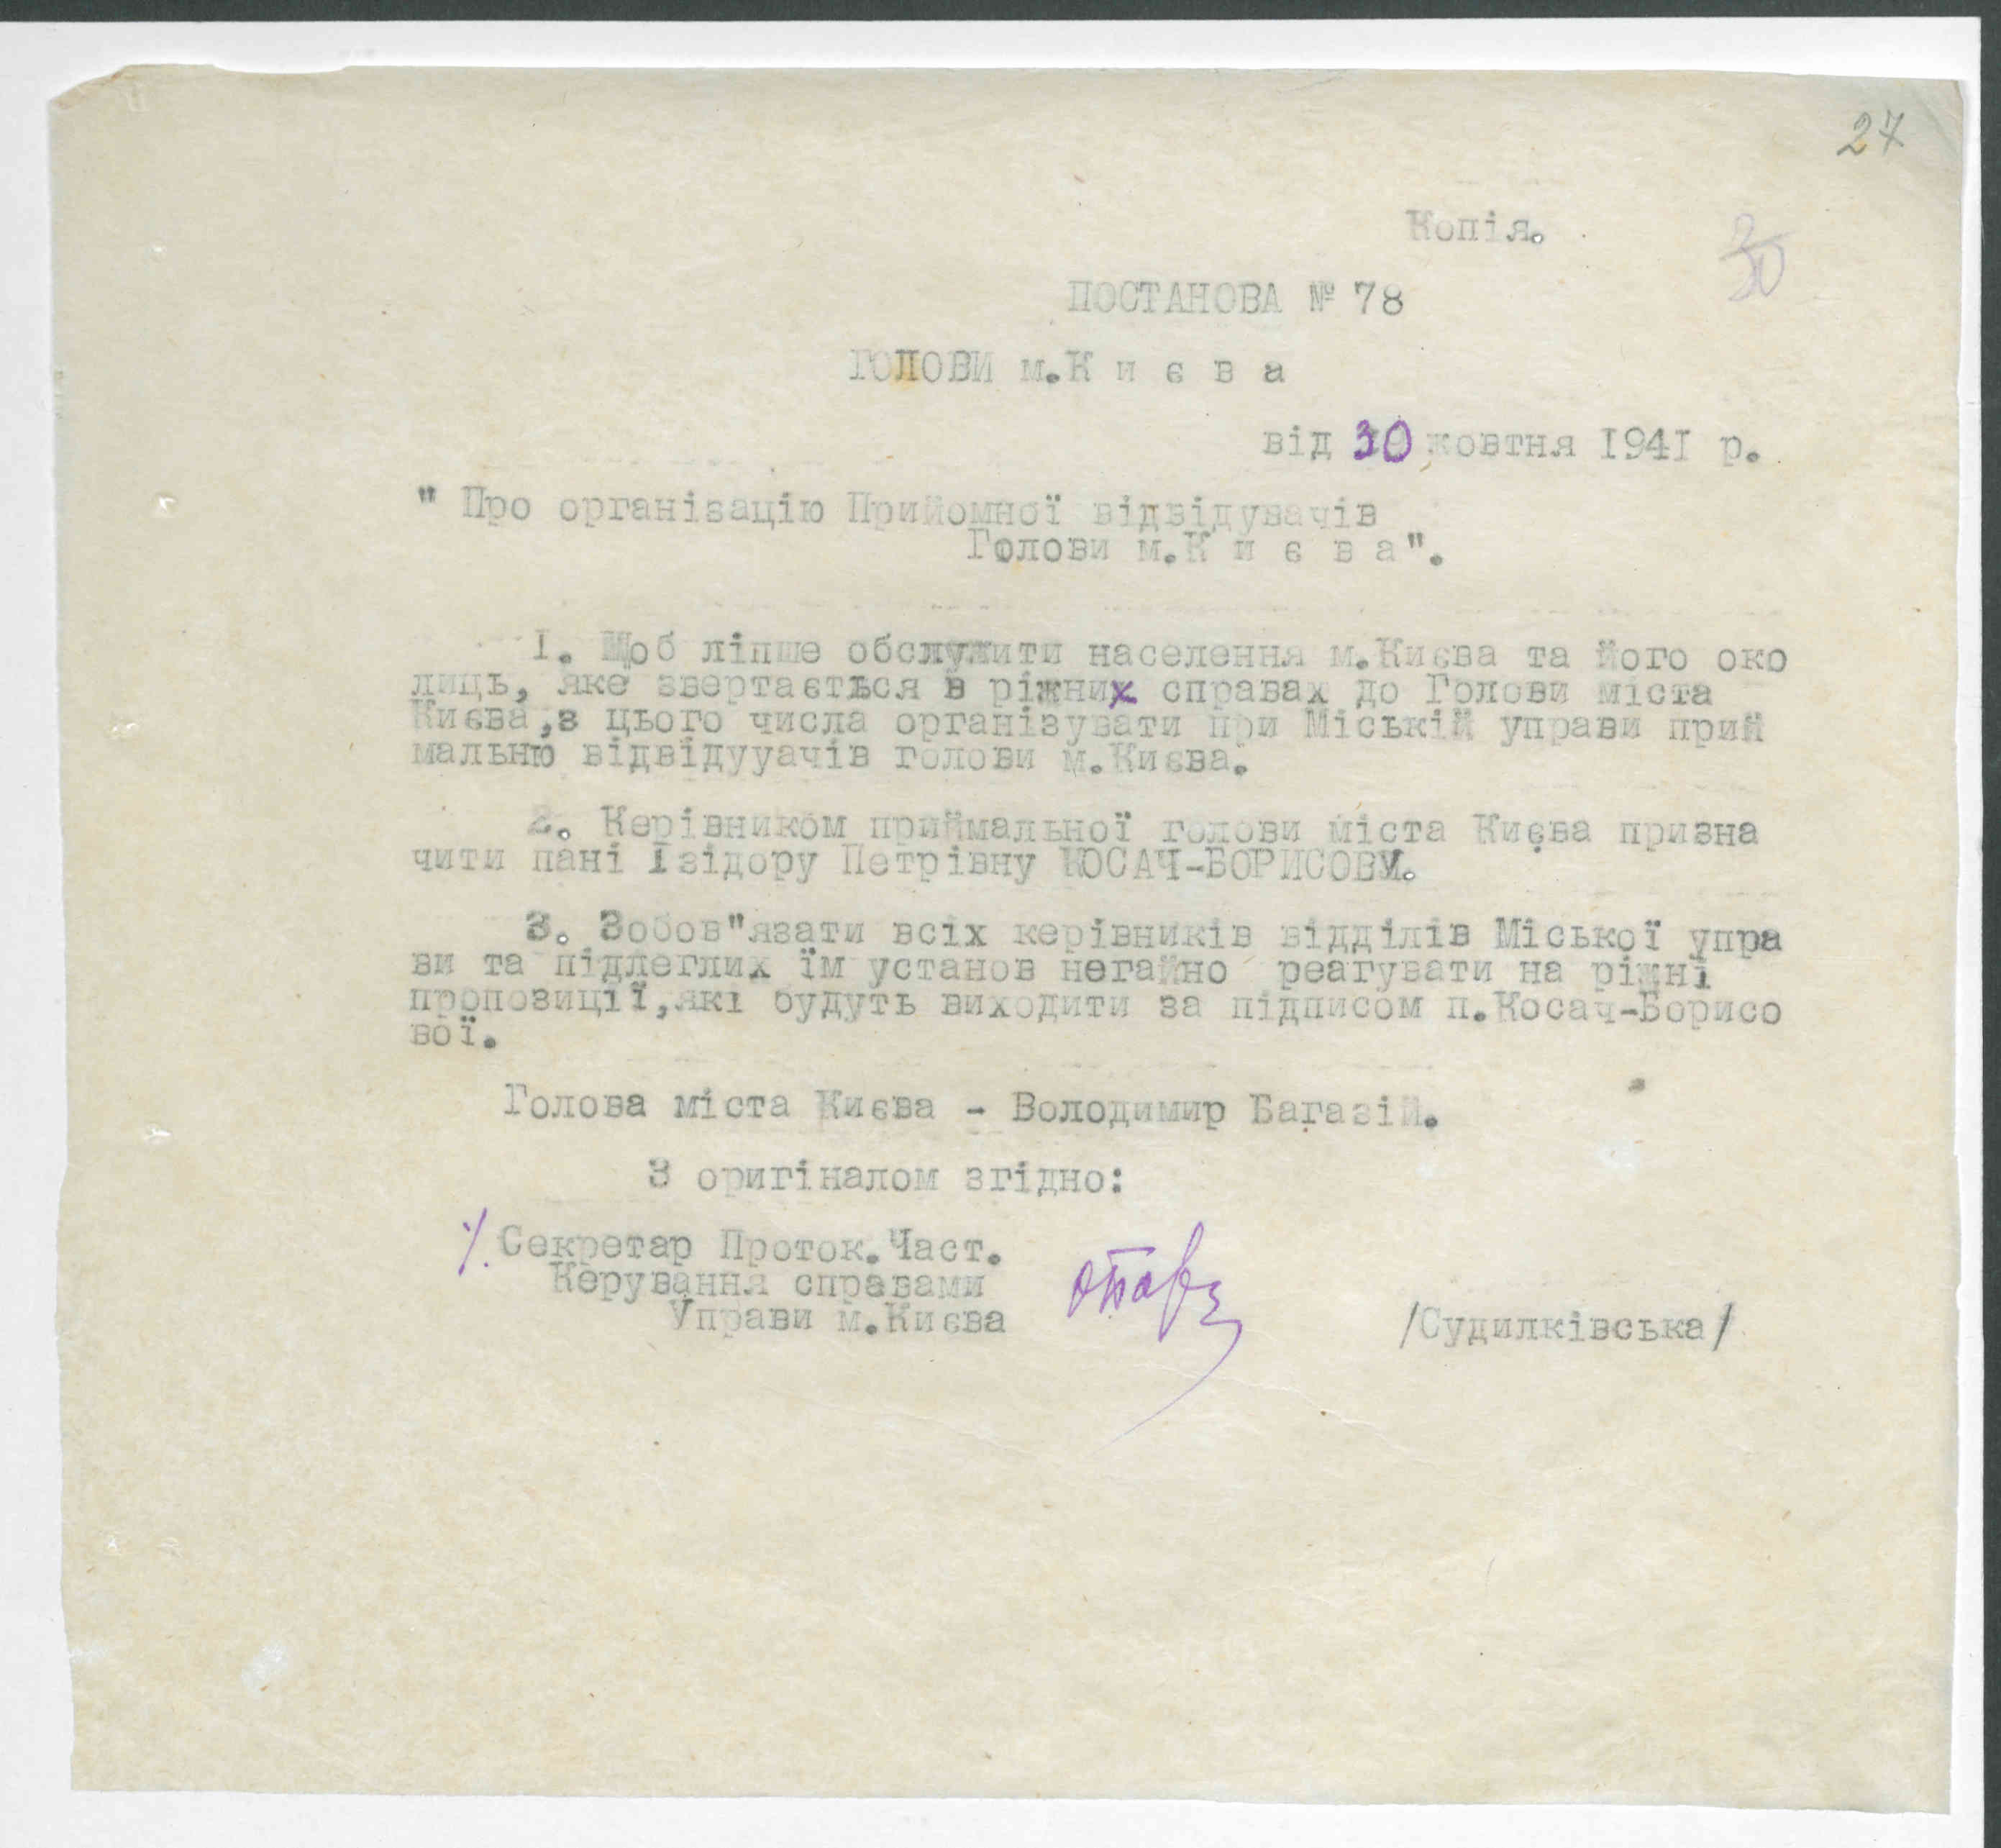 27
Копія.
30
ПОСТАНОВА № 78
ГОЛОВИ м.К и є в а
від 30 жовтня 1941 р.
" Про організацію Прийомної відвідувачів
Голови м.К и є в а".
1. Щоб ліпше обслужити населення м.Києва та його око
лиць, яке звертається в ріжних справах до Голови міста
Києва,з цього числа організувати при Міській управи прий
мальню відвідууачів голови м.Києва.
2. Керівником приймальної голови міста Києва призна
чити пані Ізідору Петрівну КОСАЧ-БОРИСОВУ.
3. Зобов"язати всіх керівників відділів Міської упра
ви та підлеглих їм установ негайно реагувати на ріжні
пропозиції,які будуть виходити за підписом п.Косач-Борисо
вої.
Голова міста Києва - Володимир Багазій.
З оригіналом згідно:
Секретар Проток.Част.
Керування справами
Управи м.Києва
/Судилківська/